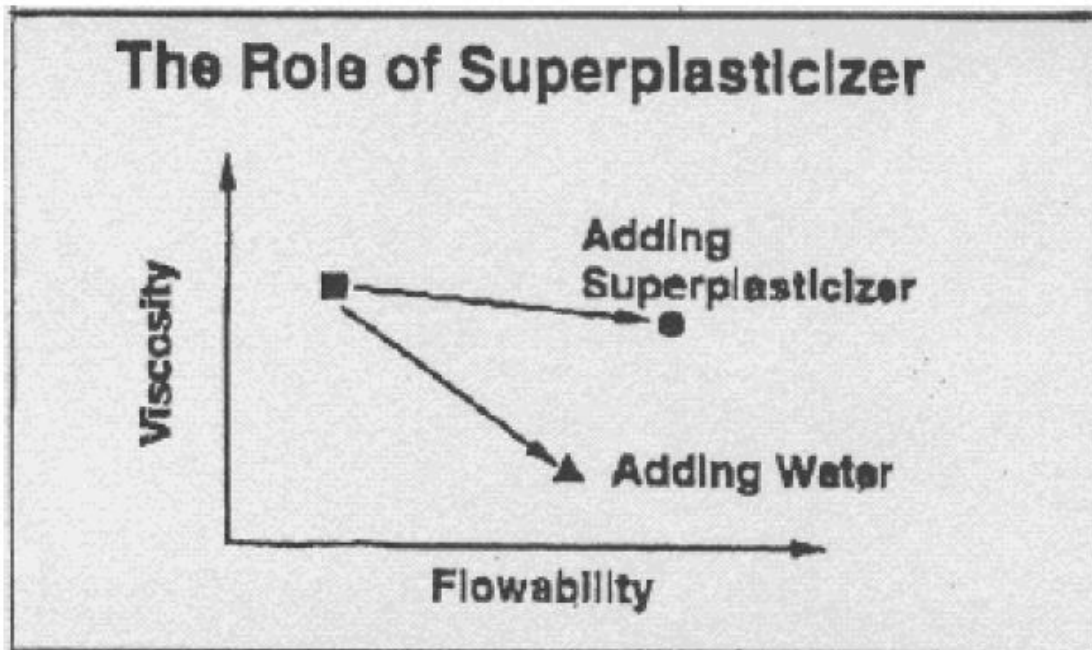 The Role of Superplasticizer
Adding
Superplasticizer
Viscosity
Adding Water
Flowability